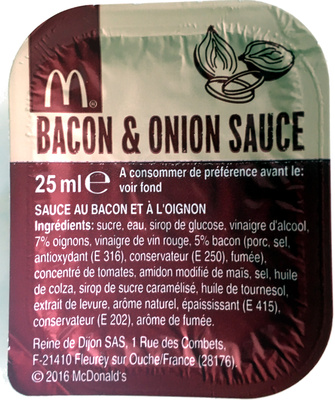 M®
BACON & ONION SAUCE
25 ml ℮ A consommer de préférence avant le:
voir fond
SAUCE AU BACON ET À L'OIGNON
Ingrédients: sucre, eau, sirop de glucose, vinaigre d'alcool,
7% oignons, vinaigre de vin rouge, 5% bacon (porc, sel,
antioxydant (E 316), conservateur (E 250), fumée),
concentré de tomates, amidon modifié de maïs, sel, huile
de colza, sirop de sucre caramélisé, huile de tournesol,
extrait de levure, arôme naturel, épaississant (E 415),
conservateur (E 202), arôme de fumée.
Reine de Dijon SAS, 1 Rue des Combets,
F-21410 Fleurey sur Ouche/France (28176).
© 2016 McDonald's